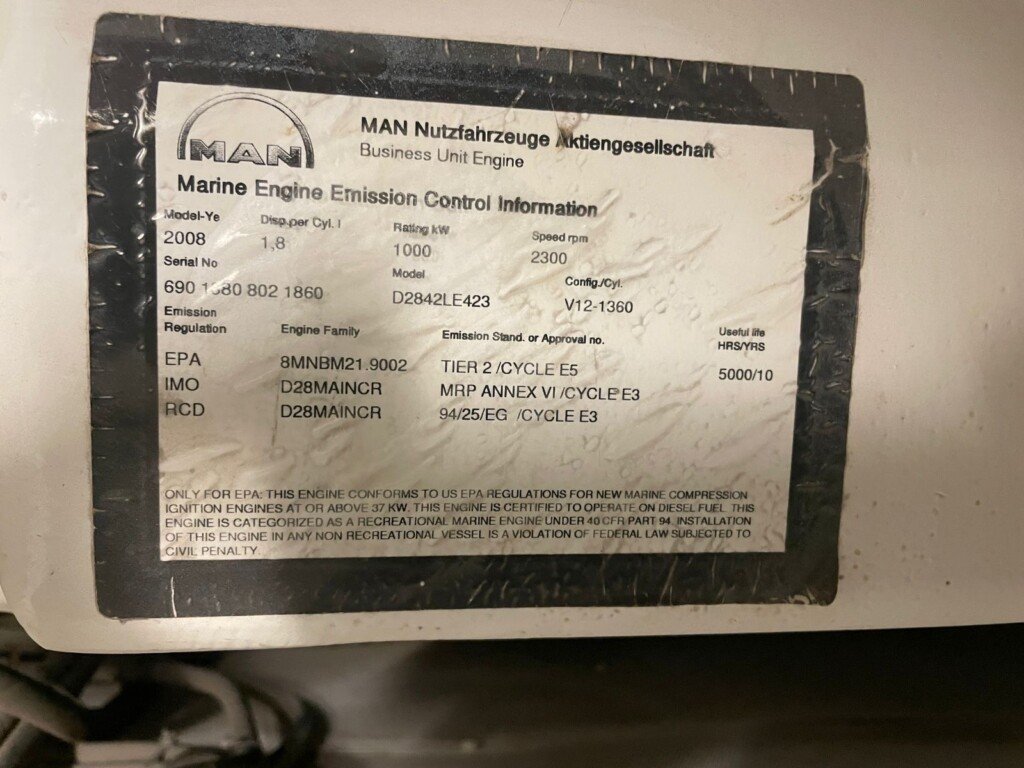 MAN
MAN Nutzfahrzeuge Aktiengesellschaft
Business Unit Engine
Marine Engine Emission Control Information
Model-Ye Disp.per Cyl. l Rating kW Speed rpm
2008 1,8 1000 2300
Serial No Model Config./Cyl.
690 802 1860 D2842LE423 V12-1360
Emission
Regulation Engine Family Emission Stand. or Approval no. Useful life
HRS/YRS
EPA 8MNBM21.9002 TIER 2 /CYCLE E5 5000/10
IMO D28MAINCR MRP ANNEX VI /CYCLE E3
RCD D28MAINCR 94/25/EG /CYCLE E3
ONLY FOR EPA: THIS ENGINE CONFORMS TO US EPA REGULATIONS FOR NEW MARINE COMPRESSION
IGNITION ENGINES AT OR ABOVE 37 KW. THIS ENGINE IS CERTIFIED TO OPERATE ON DIESEL FUEL. THIS
ENGINE IS CATEGORIZED AS A RECREATIONAL MARINE ENGINE UNDER 40 CFR PART 94. INSTALLATION
OF THIS ENGINE IN ANY NON RECREATIONAL VESSEL IS A VIOLATION OF FEDERAL LAW SUBJECTED TO
CIVIL PENALTY.